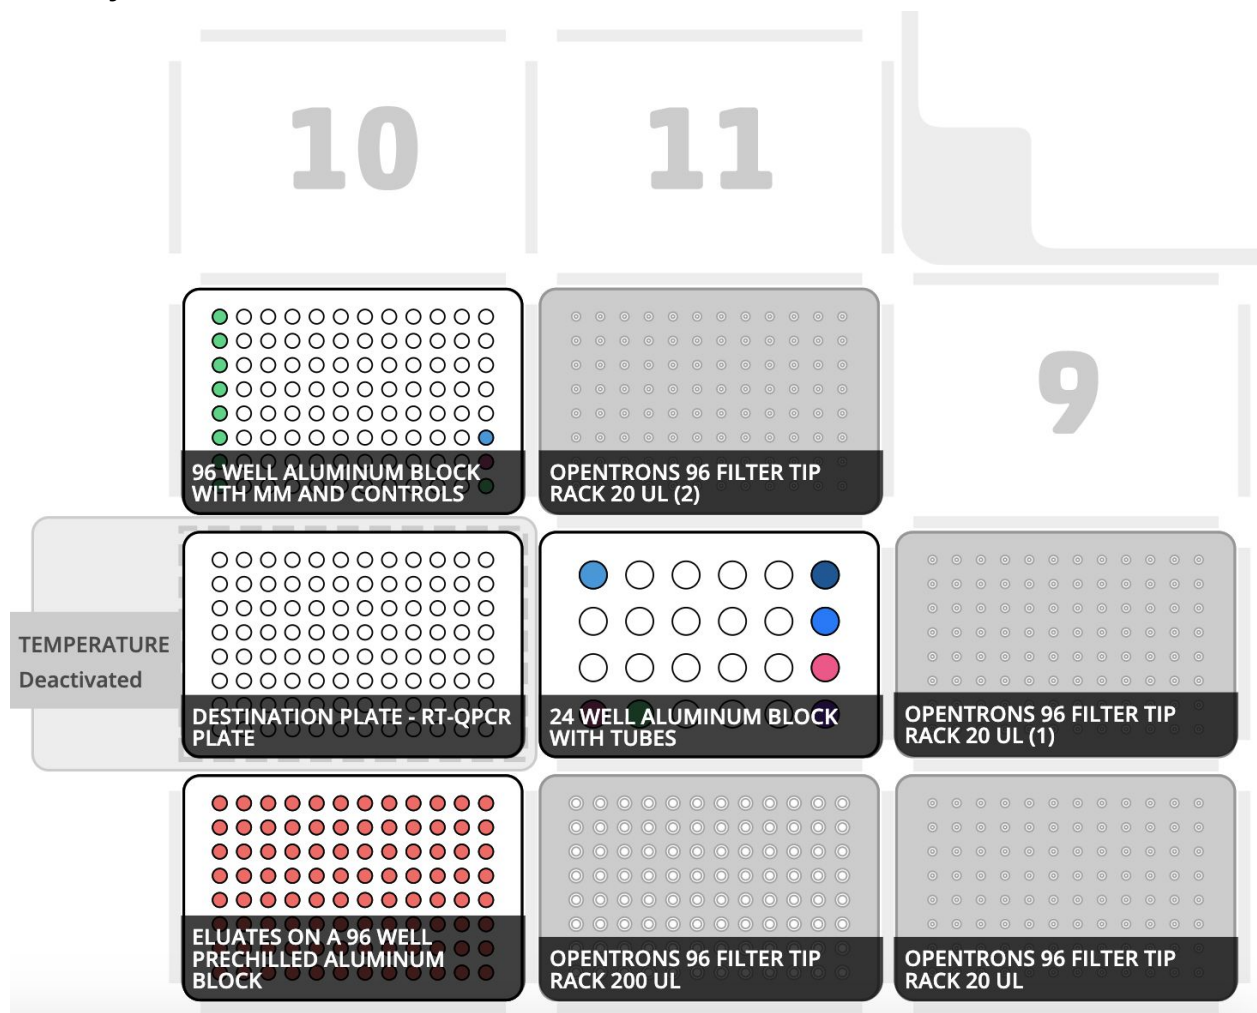 10
11
96 WELL ALUMINUM BLOCK
WITH MM AND CONTROLS
OPENTRONS 96 FILTER TIP
RACK 20 UL (2)
9
TEMPERATURE
Deactivated
DESTINATION PLATE - RT-QPCR
PLATE
24 WELL ALUMINUM BLOCK
WITH TUBES
OPENTRONS 96 FILTER TIP
RACK 20 UL (1)
ELUATES ON A 96 WELL
PRECHILLED ALUMINUM
BLOCK
OPENTRONS 96 FILTER TIP
RACK 200 UL
OPENTRONS 96 FILTER TIP
RACK 20 UL